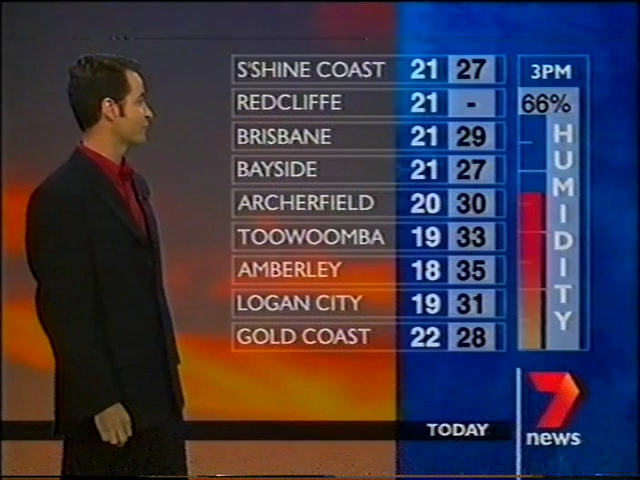 S'SHINE COAST 21 27
REDCLIFFE 21 -
BRISBANE 21 29
BAYSIDE 21 27
ARCHERFIELD 20 30
TOOWOOMBA 19 33
AMBERLEY 18 35
LOGAN CITY 19 31
GOLD COAST 22 28
3PM
66%
HUMIDITY
TODAY
7
news